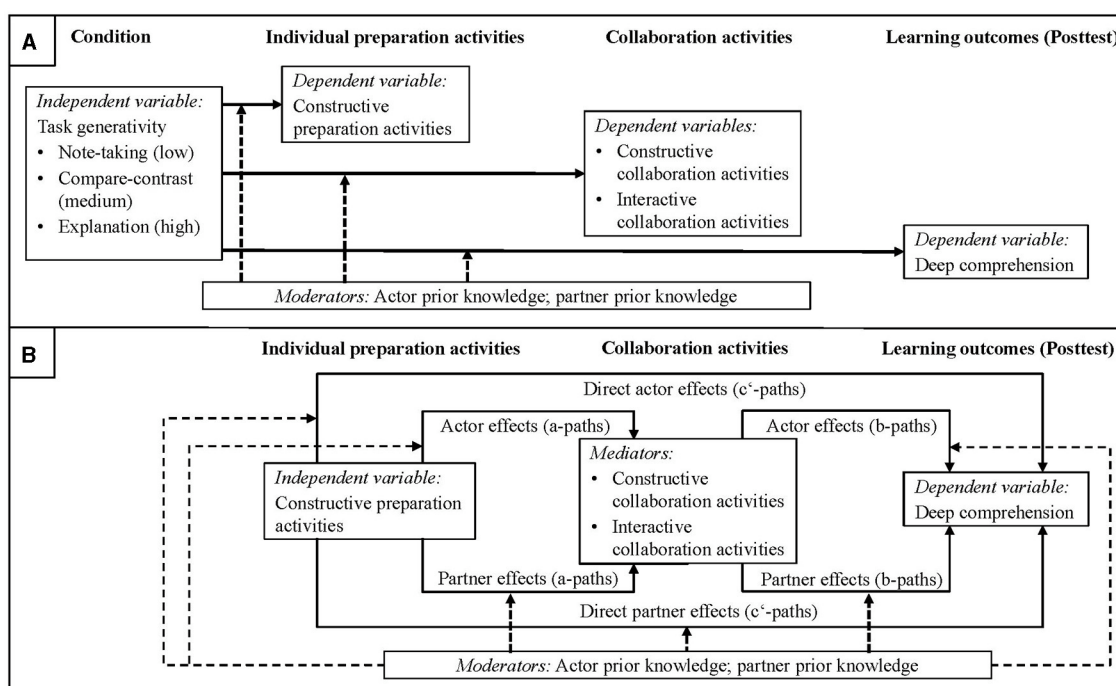 A
Condition
Individual preparation activities
Collaboration activities
Learning outcomes (Posttest)
Independent variable:
Task generativity
• Note-taking (low)
• Compare-contrast
(medium)
• Explanation (high)
Dependent variable:
Constructive
preparation activities
Dependent variables:
• Constructive
collaboration activities
• Interactive
collaboration activities
Dependent variable:
Deep comprehension
Moderators: Actor prior knowledge; partner prior knowledge
B
Individual preparation activities
Collaboration activities
Learning outcomes (Posttest)
Direct actor effects (c‘-paths)
Actor effects (a-paths)
Actor effects (b-paths)
Independent variable:
Constructive preparation
activities
Mediators:
• Constructive
collaboration activities
• Interactive
collaboration activities
Dependent variable:
Deep comprehension
Partner effects (a-paths)
Partner effects (b-paths)
Direct partner effects (c‘-paths)
Moderators: Actor prior knowledge; partner prior knowledge